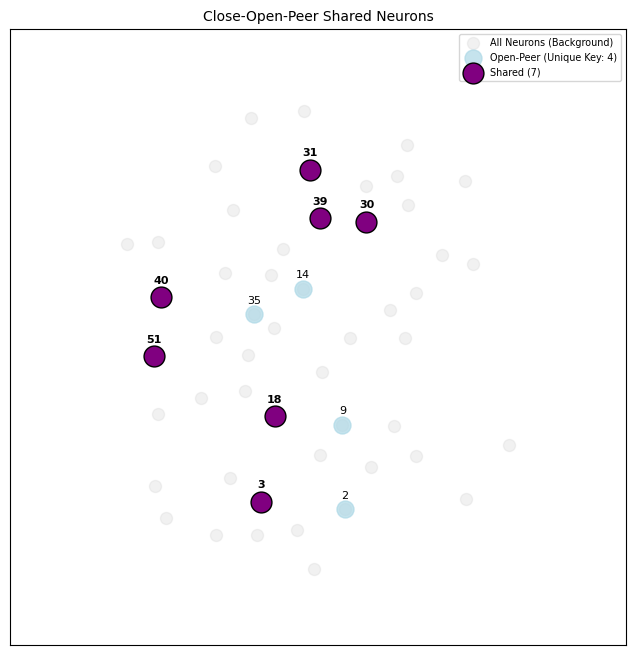 Close-Open-Peer Shared Neurons
All Neurons (Background)
Open-Peer (Unique Key: 4)
Shared (7)
31
39
30
14
40
35
51
18
9
3
2